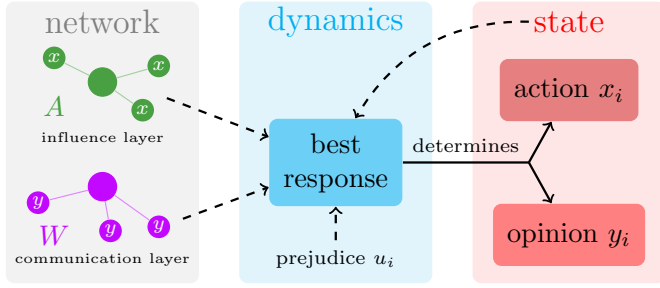 network
x
x
x
A
influence layer
y
y
y
W
communication layer
dynamics
best
response
prejudice uᵢ
determines
state
action xᵢ
opinion yᵢ